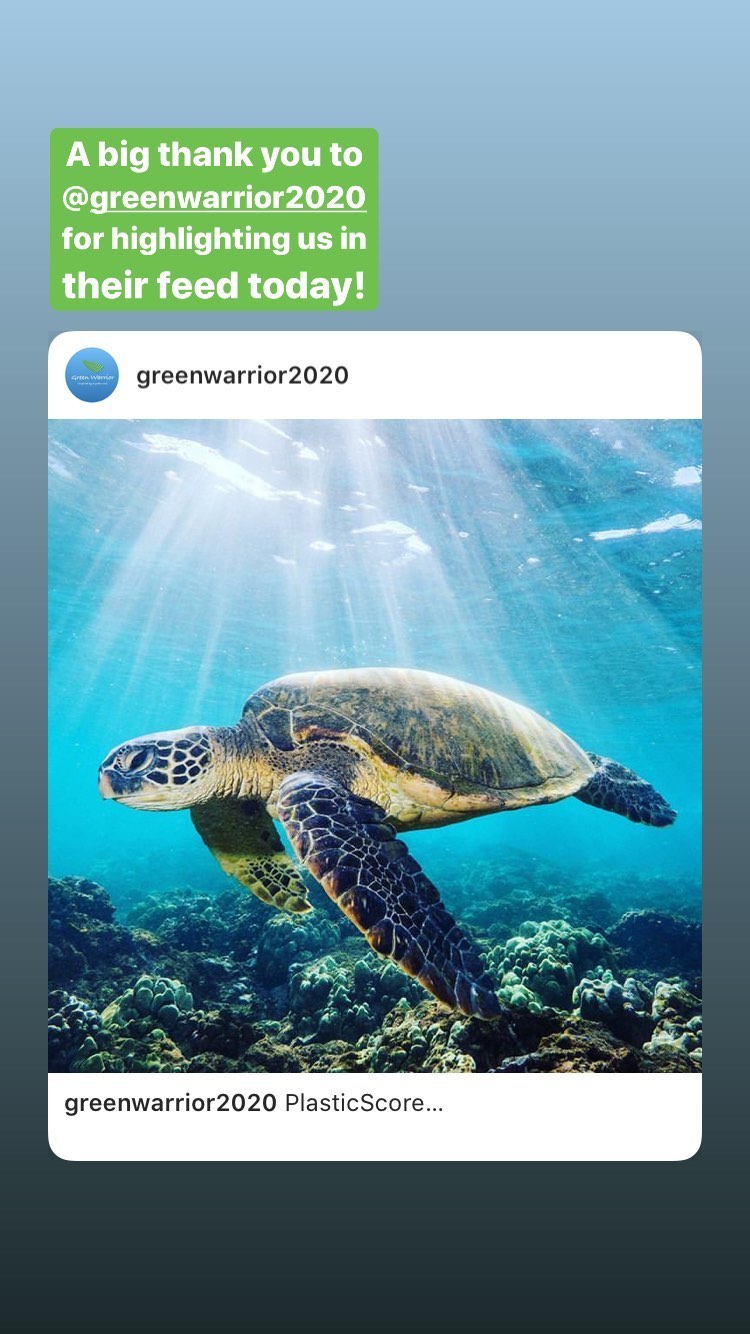 A big thank you to
@greenwarrior2020
for highlighting us in
their feed today!
Green Warrior
greenwarrior2020
greenwarrior2020 PlasticScore...